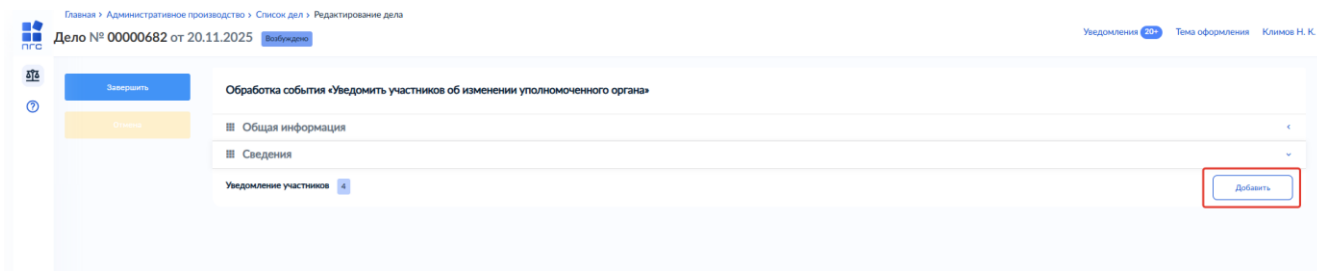 Главная › Административное производство › Список дел › Редактирование дела
пгс
Дело № 00000682 от 20.11.2025 Возбуждено
Уведомления 20+ Тема оформления Климов Н. К.
Завершить
Отмена
Обработка события «Уведомить участников об изменении уполномоченного органа»
Общая информация
Сведения
Уведомление участников 4
Добавить